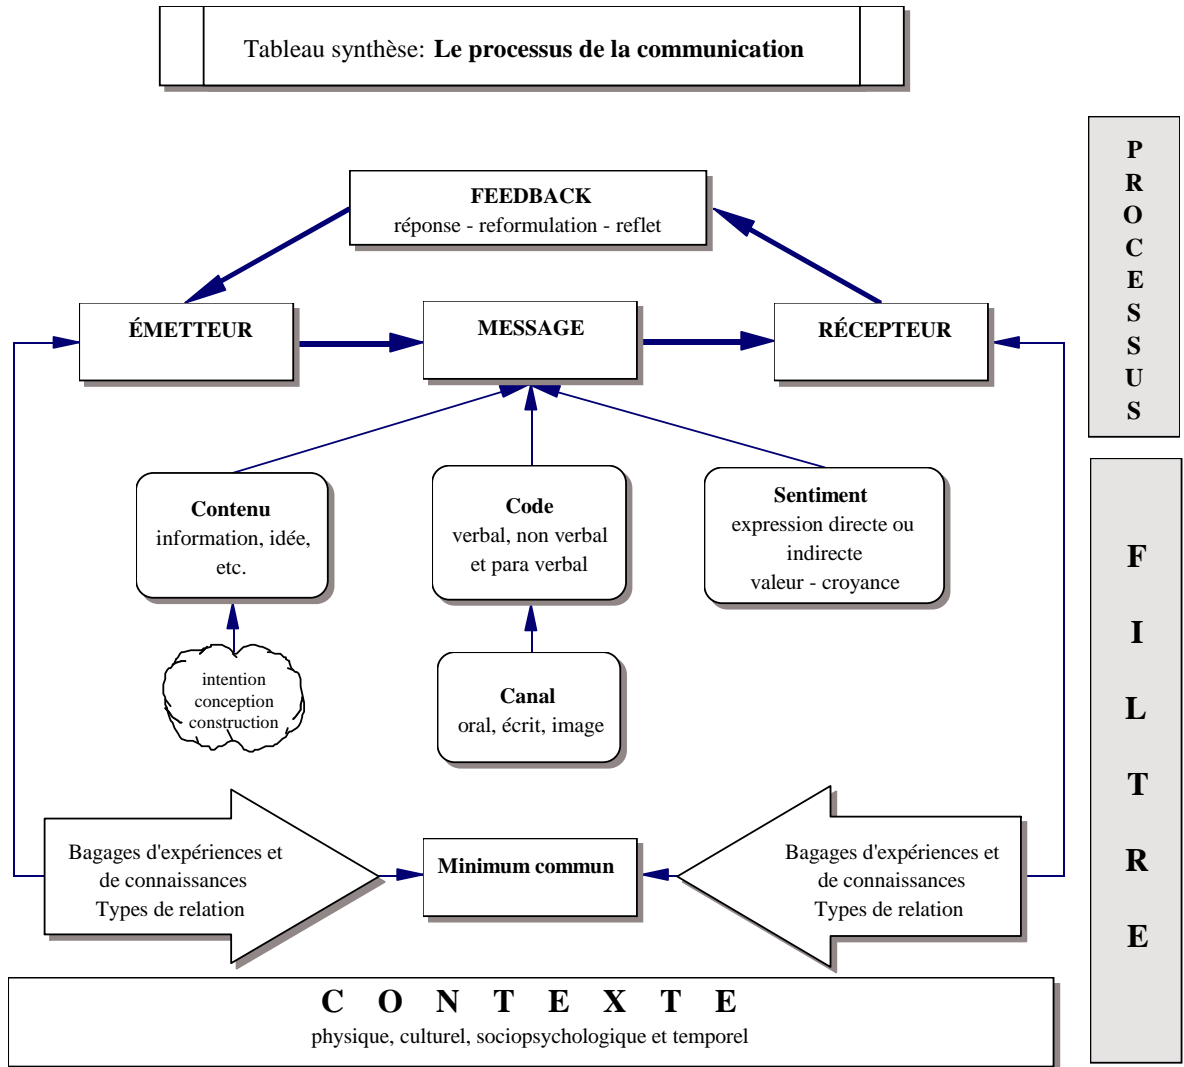 Tableau synthèse: Le processus de la communication
PROCESSUS
FEEDBACK
réponse - reformulation - reflet
ÉMETTEUR
MESSAGE
RÉCEPTEUR
Contenu
information, idée,
etc.
Code
verbal, non verbal
et para verbal
Sentiment
expression directe ou
indirecte
valeur - croyance
FILTRE
intention
conception
construction
Canal
oral, écrit, image
Bagages d'expériences et
de connaissances
Types de relation
Minimum commun
Bagages d'expériences et
de connaissances
Types de relation
C O N T E X T E
physique, culturel, sociopsychologique et temporel